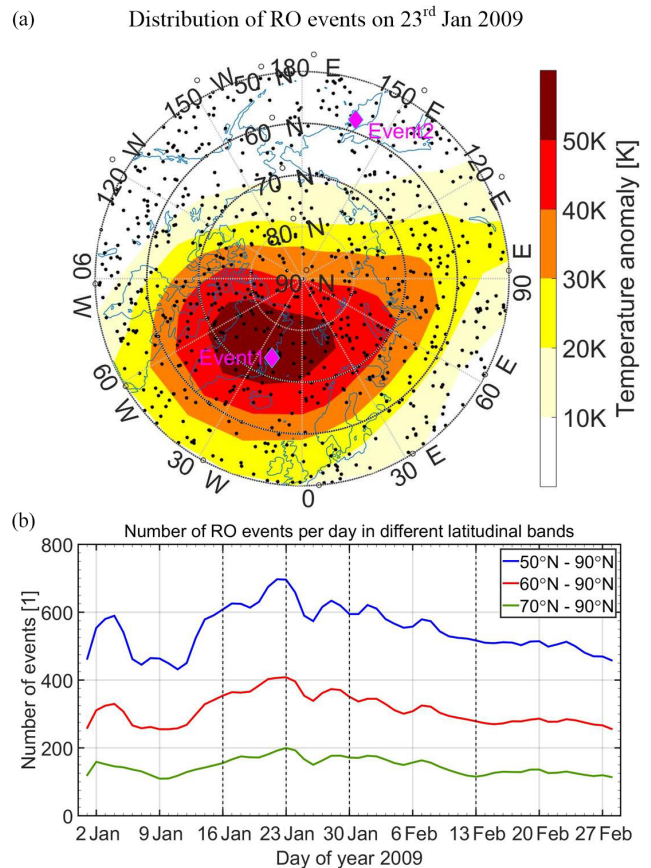 (a) Distribution of RO events on 23rd Jan 2009
180 E
150 W
50 N
150 E
120 W
60 N
Event2
70 N
120 E
80 N
90 W
90 N
90 E
Event1
60 W
60 E
30 W
30 E
0
50K
40K
30K
20K
10K
Temperature anomaly [K]
(b)
Number of RO events per day in different latitudinal bands
800
600
400
200
0
Number of events [1]
50°N - 90°N
60°N - 90°N
70°N - 90°N
2 Jan 9 Jan 16 Jan 23 Jan 30 Jan 6 Feb 13 Feb 20 Feb 27 Feb
Day of year 2009